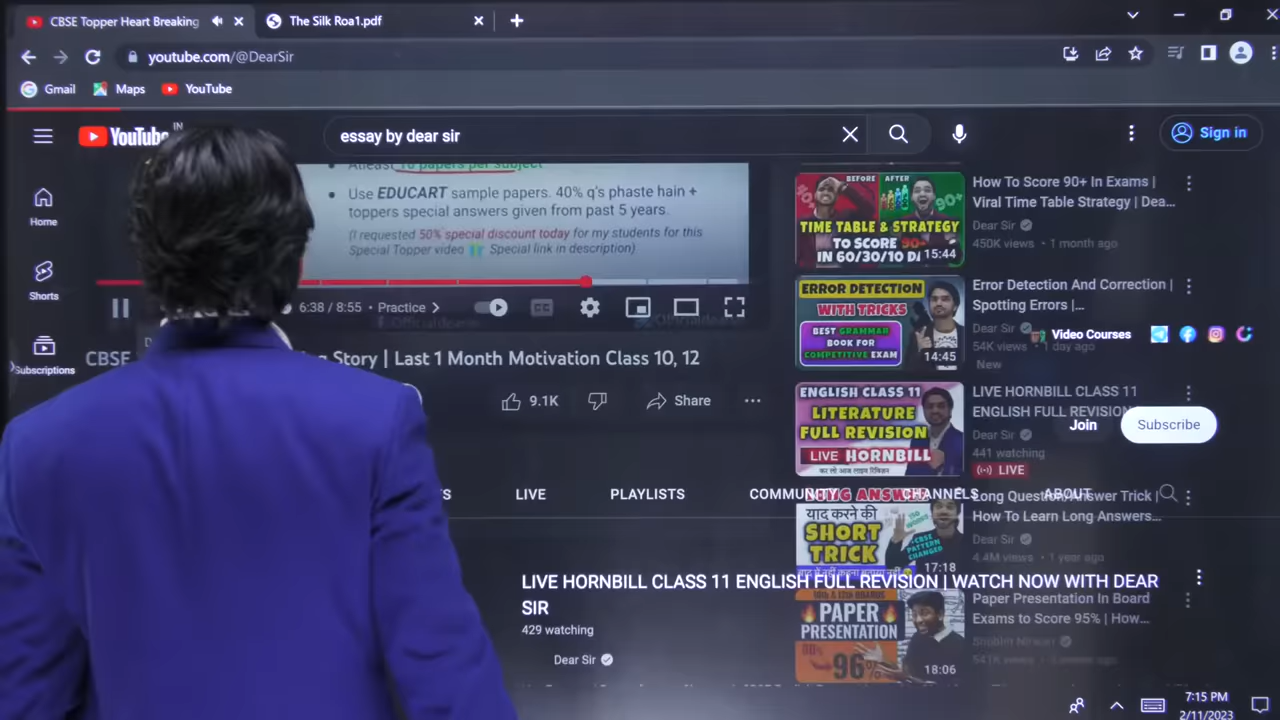 CBSE Topper Heart Breaking
The Silk Roa1.pdf
youtube.com/@DearSir
Gmail
Maps
YouTube
YouTube IN
essay by dear sir
Sign in
Home
Shorts
Subscriptions
Atleast 10 papers per subject
Use EDUCART sample papers. 40% q's phaste hain +
toppers special answers given from past 5 years.
(I requested 50% special discount today for my students for this
Special Topper video Special link in description)
6:38 / 8:55 • Practice
CBSE
Story | Last 1 Month Motivation Class 10, 12
9.1K
Share
BEFORE AFTER
TIME TABLE & STRATEGY
TO SCORE 90+
IN 60/30/10 DA
15:44
How To Score 90+ In Exams |
Viral Time Table Strategy | Dea...
Dear Sir
450K views • 1 month ago
ERROR DETECTION
WITH TRICKS
BEST GRAMMAR
BOOK FOR
COMPETITIVE EXAM
14:45
Error Detection And Correction |
Spotting Errors |...
Dear Sir
54K views • 1 day ago
New
Video Courses
ENGLISH CLASS 11
LITERATURE
FULL REVISION
LIVE HORNBILL
LIVE HORNBILL CLASS 11
ENGLISH FULL REVISION
Dear Sir
441 watching
LIVE
Join
Subscribe
LIVE
PLAYLISTS
COMMUNITY
CHANNELS
ABOUT
LONG ANSWER
याद करने की
SHORT
TRICK
CBSE
PATTERN
CHANGED
17:18
Long Question Answer Trick |
How To Learn Long Answers...
Dear Sir
4.4M views • 1 year ago
LIVE HORNBILL CLASS 11 ENGLISH FULL REVISION | WATCH NOW WITH DEAR
SIR
429 watching
Dear Sir
10th & 12th BOARDS
PAPER
PRESENTATION
96%
18:06
Paper Presentation In Board
Exams to Score 95% | How...
7:15 PM
2/11/2023